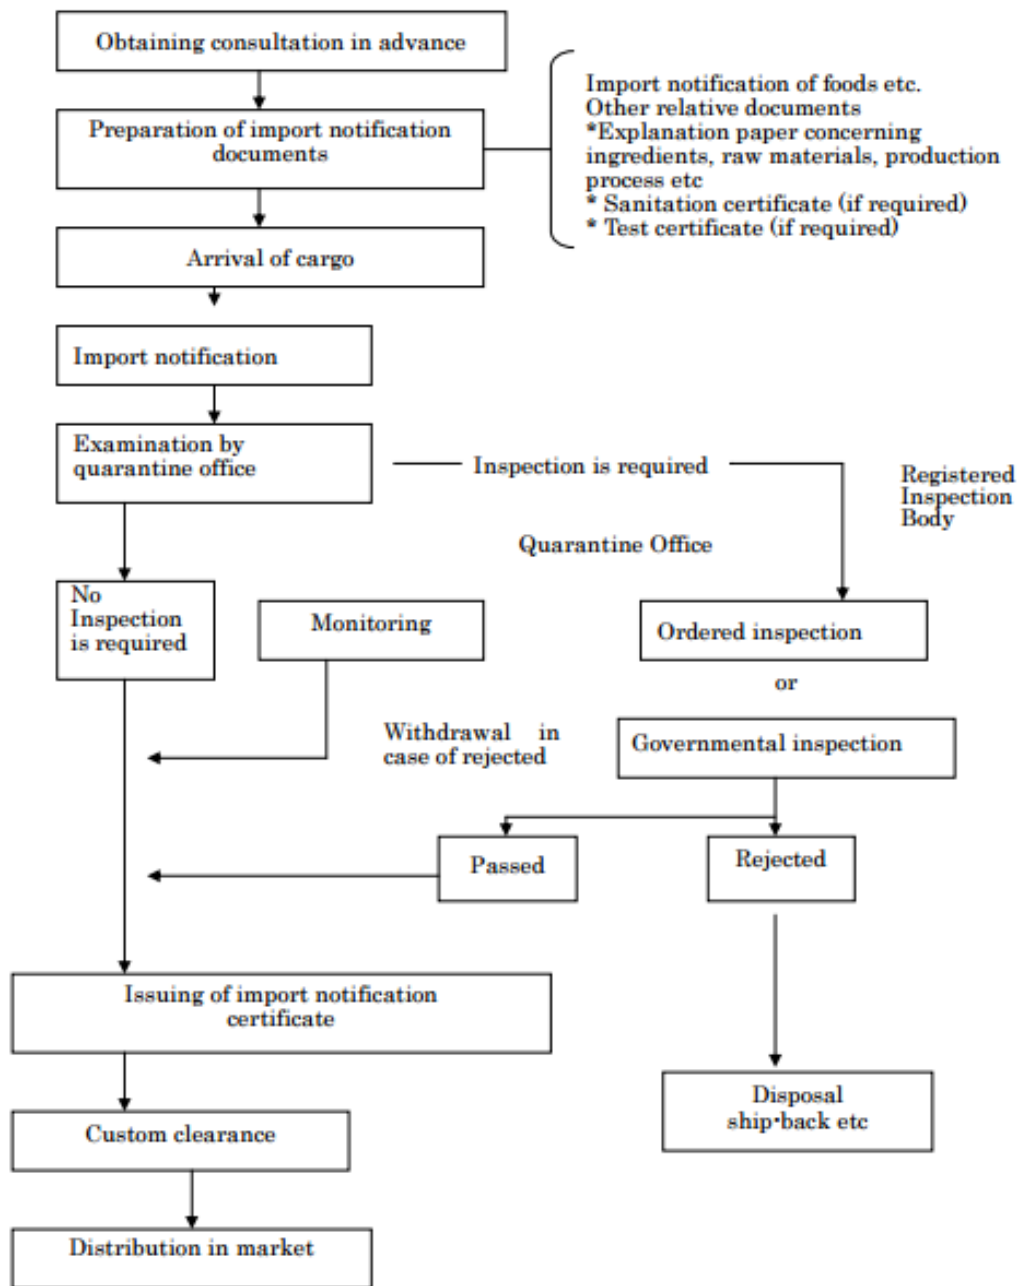 Obtaining consultation in advance
Preparation of import notification
documents
Import notification of foods etc.
Other relative documents
*Explanation paper concerning
ingredients, raw materials, production
process etc
* Sanitation certificate (if required)
* Test certificate (if required)
Arrival of cargo
Import notification
Examination by
quarantine office
Inspection is required
Registered
Inspection
Body
Quarantine Office
No
Inspection
is required
Monitoring
Ordered inspection
or
Withdrawal in
case of rejected
Governmental inspection
Passed
Rejected
Issuing of import notification
certificate
Disposal
ship·back etc
Custom clearance
Distribution in market